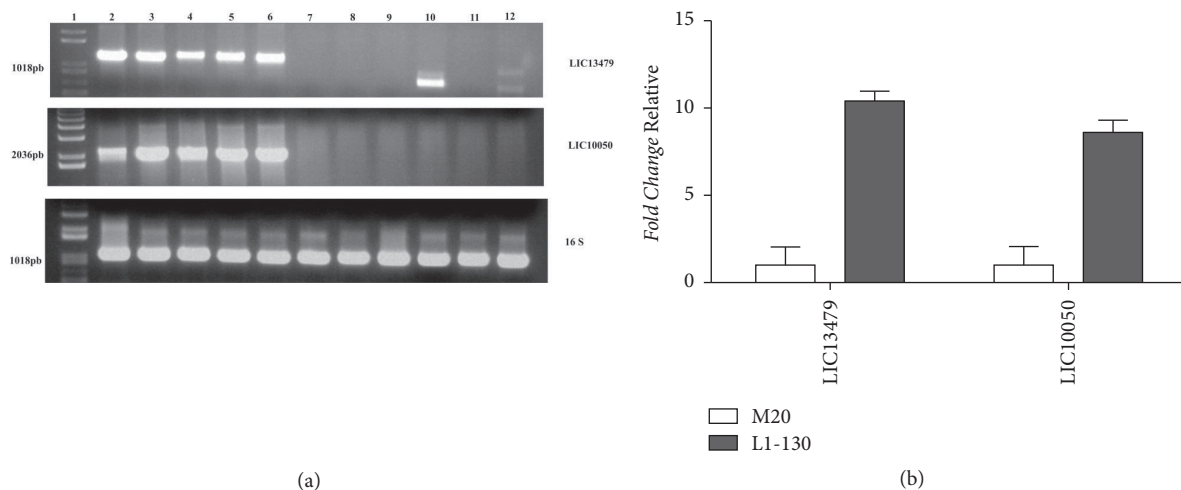 1 2 3 4 5 6 7 8 9 10 11 12
1018pb
LIC13479
2036pb
LIC10050
1018pb
16 S
(a)
15
10
5
0
Fold Change Relative
LIC13479
LIC10050
M20
L1-130
(b)